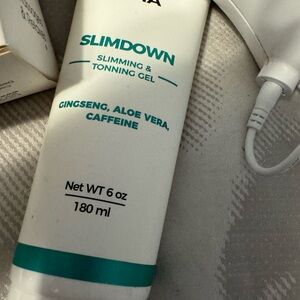 SLIMDOWN
SLIMMING &
TONNING GEL
GINGSENG, ALOE VERA,
CAFFEINE
Net WT 6 oz
180 ml